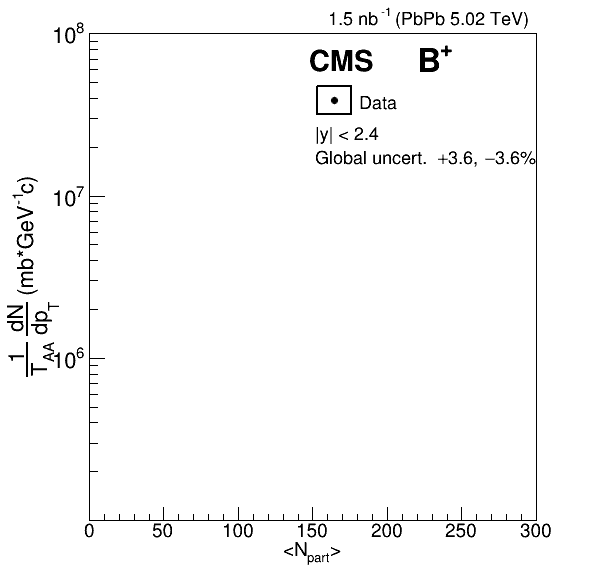 1.5 nb⁻¹ (PbPb 5.02 TeV)
10⁸
CMS B⁺
Data
|y| < 2.4
Global uncert. +3.6, −3.6%
10⁷
10⁶
1/T_AA dN/dp_T (mb*GeV⁻¹c)
0 50 100 150 200 250 300
<N_part>